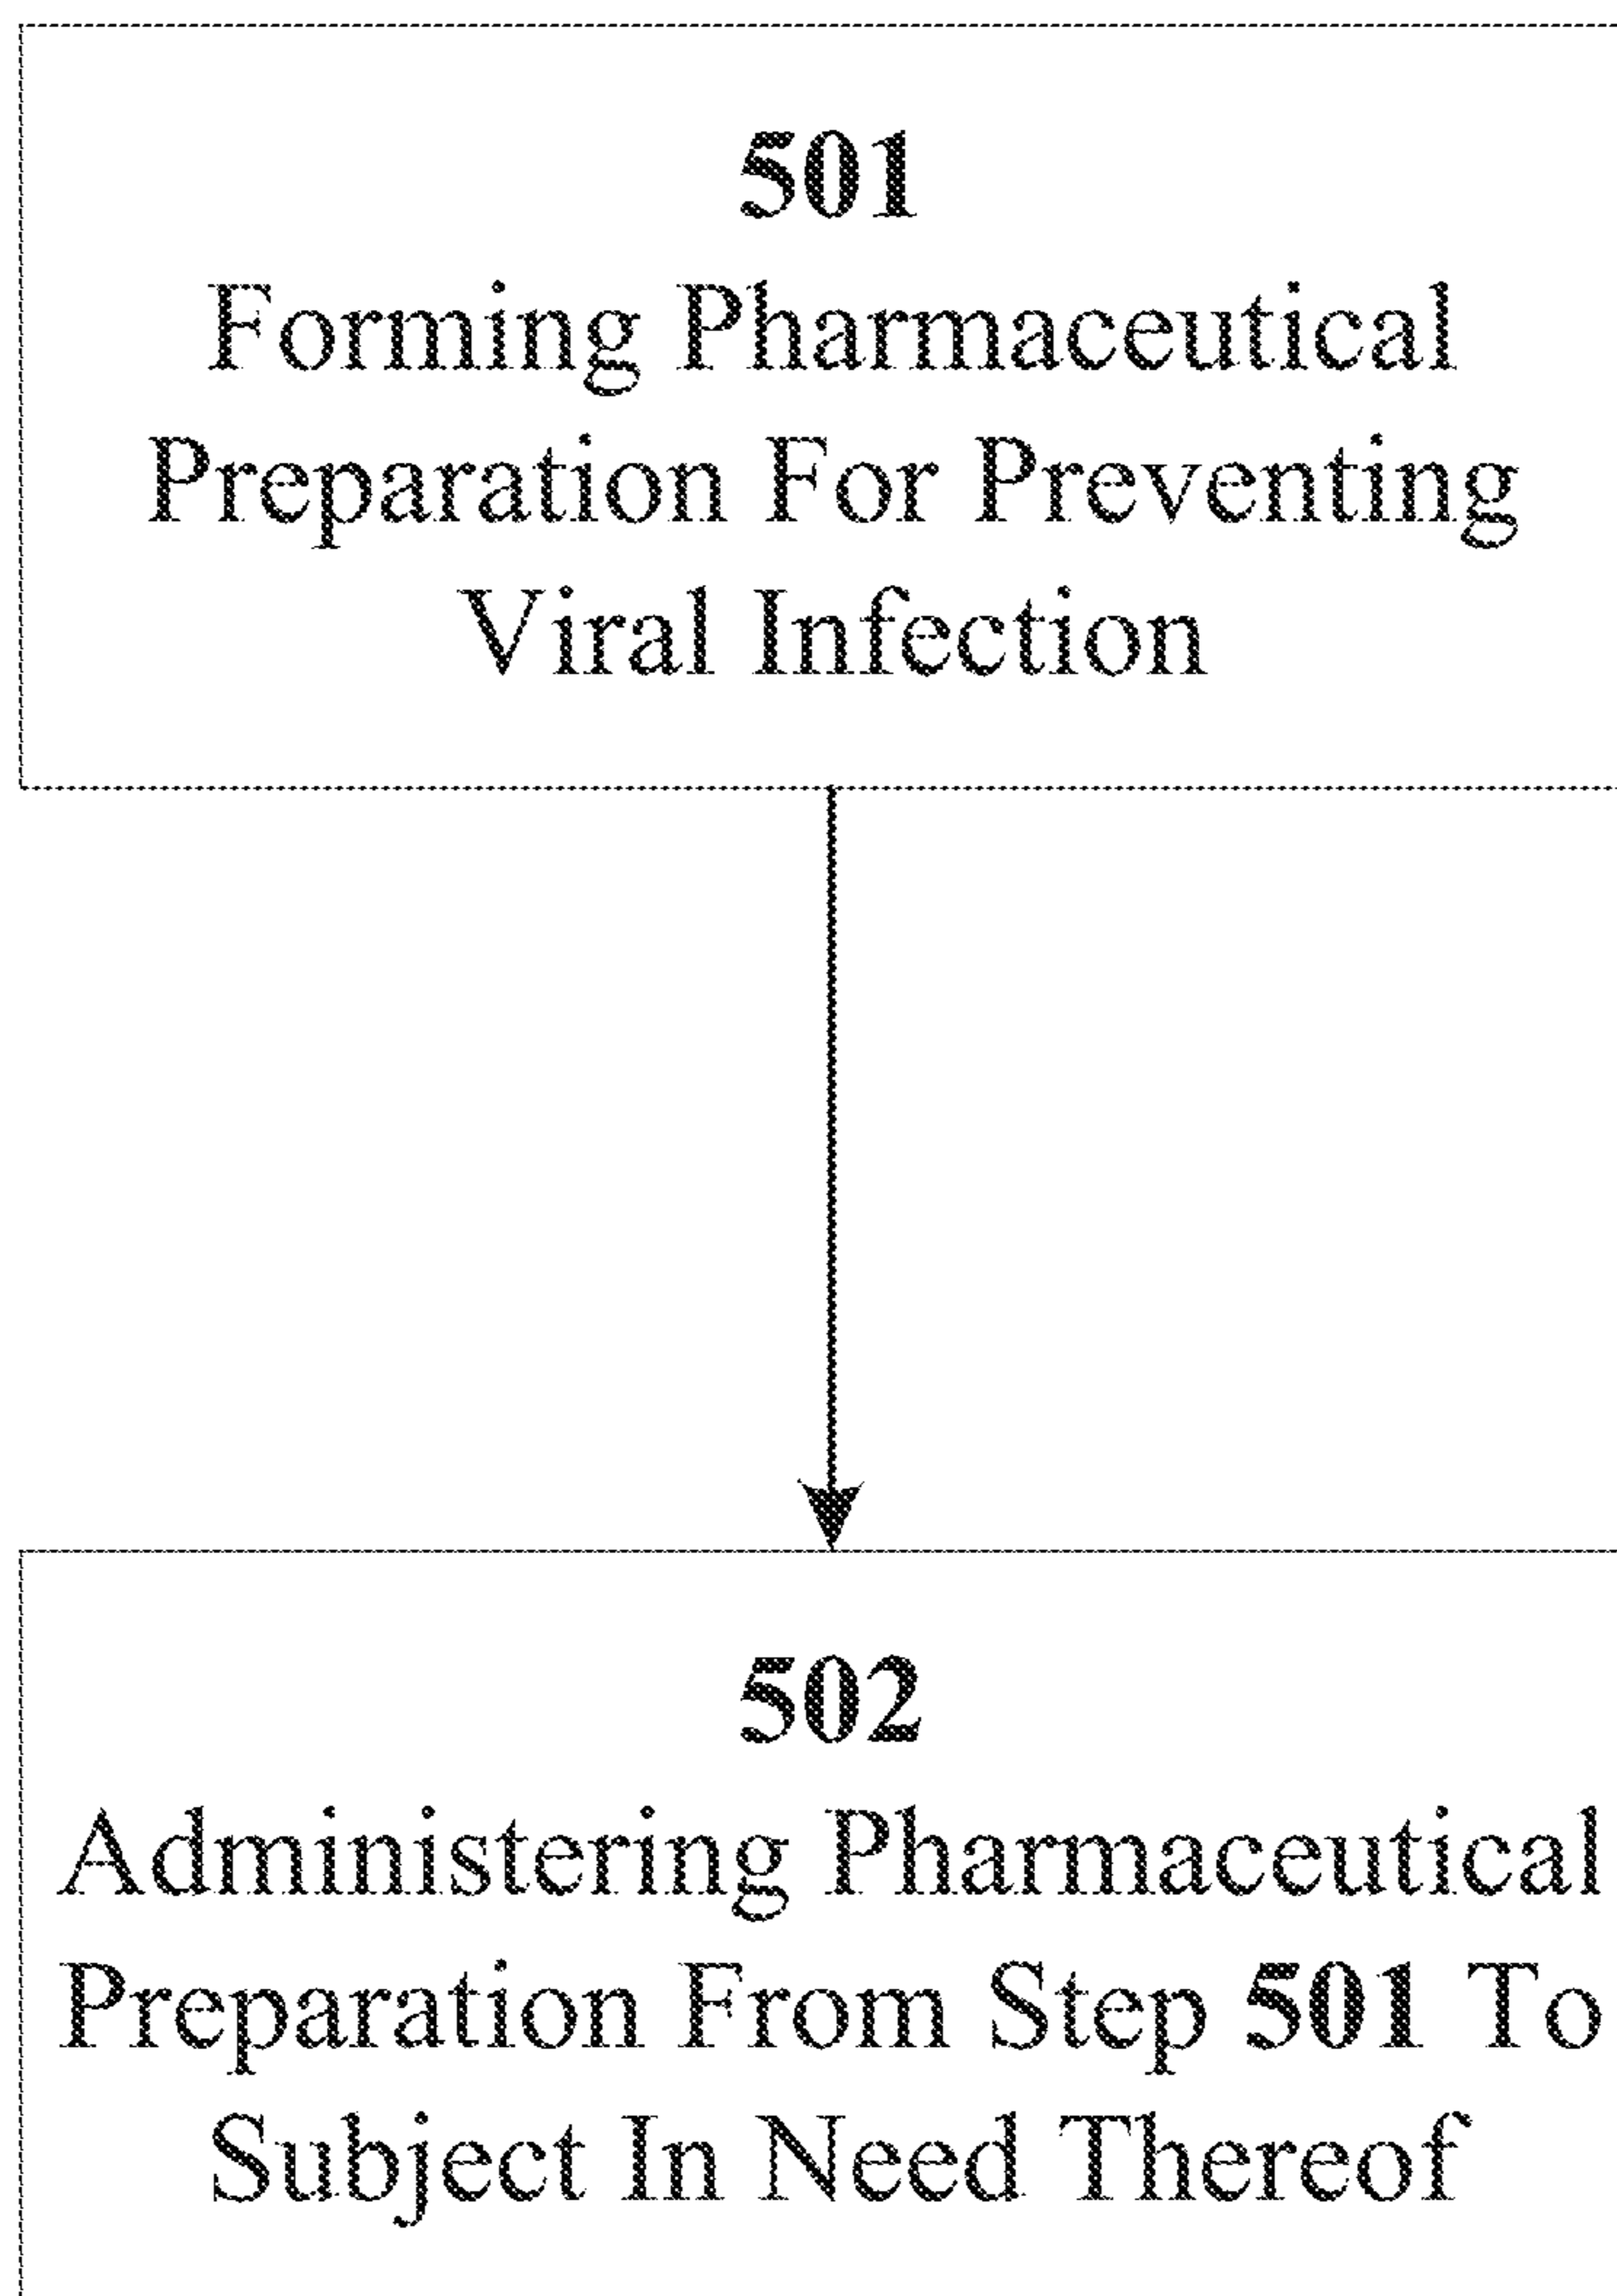 501
Forming Pharmaceutical
Preparation For Preventing
Viral Infection
502
Administering Pharmaceutical
Preparation From Step 501 To
Subject In Need Thereof